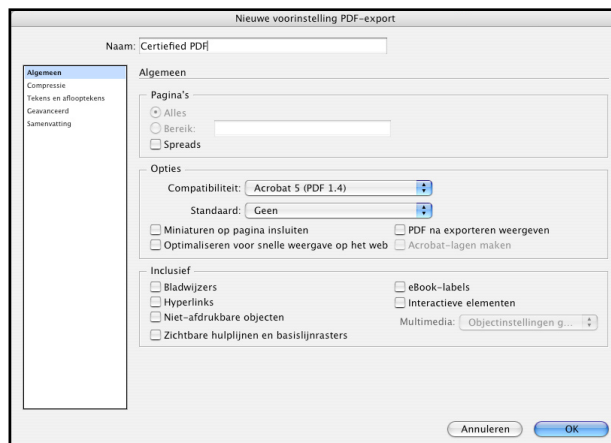 Nieuwe voorinstelling PDF-export
Naam: Certiefied PDF
Algemeen
Compressie
Tekens en aflooptekens
Geavanceerd
Samenvatting
Algemeen
Pagina's
Alles
Bereik:
Spreads
Opties
Compatibiliteit: Acrobat 5 (PDF 1.4)
Standaard: Geen
Miniaturen op pagina insluiten
PDF na exporteren weergeven
Optimaliseren voor snelle weergave op het web
Acrobat-lagen maken
Inclusief
Bladwijzers
eBook-labels
Hyperlinks
Interactieve elementen
Niet-afdrukbare objecten
Multimedia: Objectinstellingen g...
Zichtbare hulplijnen en basislijnrasters
Annuleren
OK